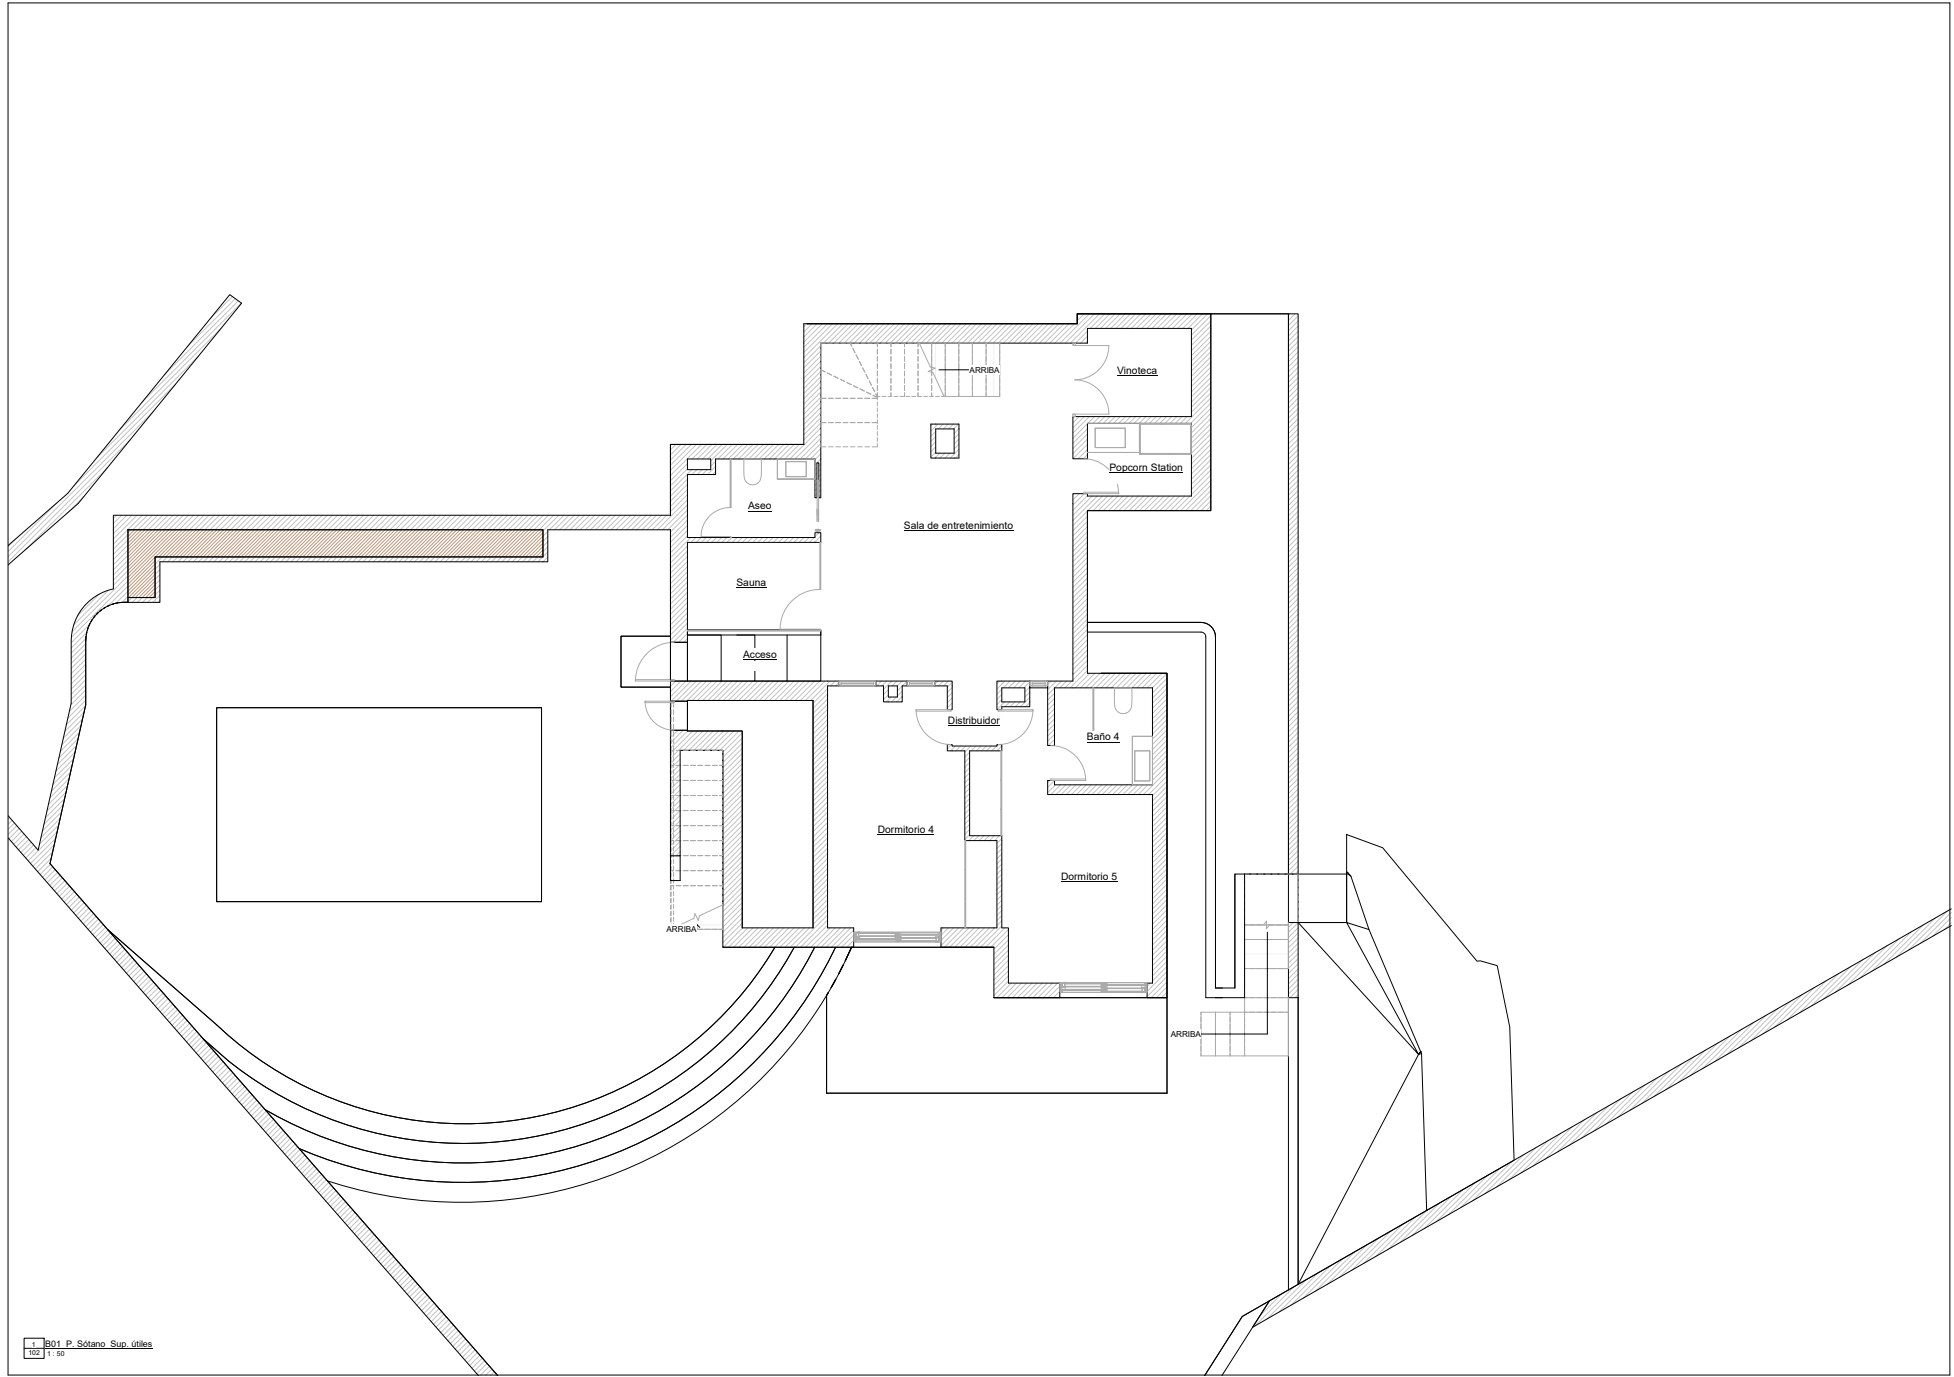 ARRIBA
Vinoteca
Popcorn Station
Aseo
Sala de entretenimiento
Sauna
Acceso
Distribuidor
Baño 4
Dormitorio 4
Dormitorio 5
ARRIBA
ARRIBA
1 B01_P. Sótano_Sup. útiles
102 1 : 50